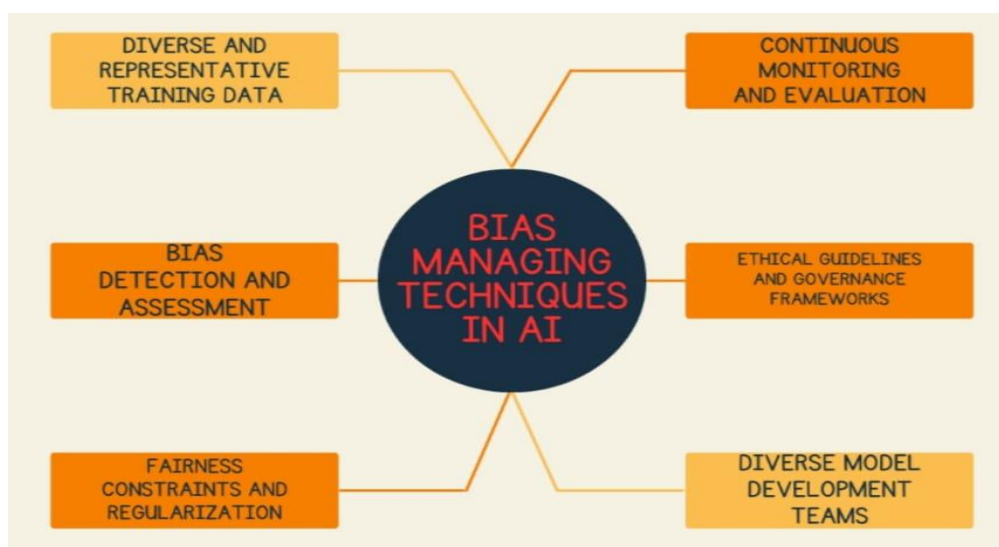 DIVERSE AND
REPRESENTATIVE
TRAINING DATA
CONTINUOUS
MONITORING
AND EVALUATION
BIAS
MANAGING
TECHNIQUES
IN AI
BIAS
DETECTION AND
ASSESSMENT
ETHICAL GUIDELINES
AND GOVERNANCE
FRAMEWORKS
FAIRNESS
CONSTRAINTS AND
REGULARIZATION
DIVERSE MODEL
DEVELOPMENT
TEAMS